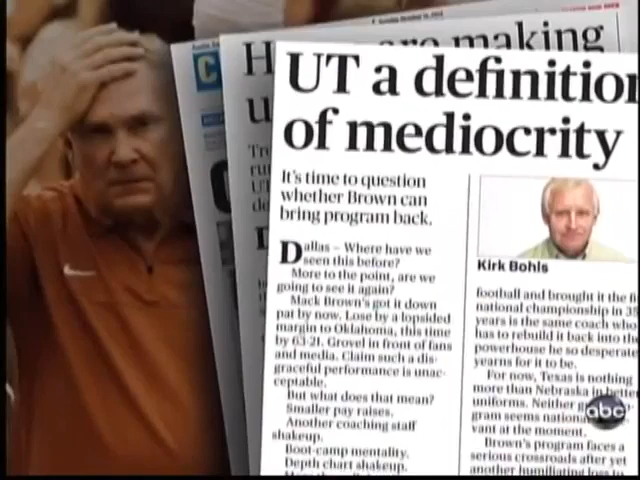 making
C
H
u
UT a definition
of mediocrity
It's time to question
whether Brown can
bring program back.
Dallas – Where have we
seen this before?
More to the point, are we
going to see it again?
Mack Brown's got it down
pat by now. Lose by a lopsided
margin to Oklahoma, this time
by 63-21. Grovel in front of fans
and media. Claim such a dis-
graceful performance is unac-
ceptable.
But what does that mean?
Smaller pay raises.
Another coaching staff
shakeup.
Boot-camp mentality.
Depth chart shakeup.
Kirk Bohls
football and brought it the
national championship in
years is the same coach who
has to rebuild it back into the
powerhouse he so desperate
yearns for it to be.
For now, Texas is nothing
more than Nebraska in better
uniforms. Neither
gram seems national
vant at the moment.
Brown's program faces a
serious crossroads after yet
another humiliating loss to
abc